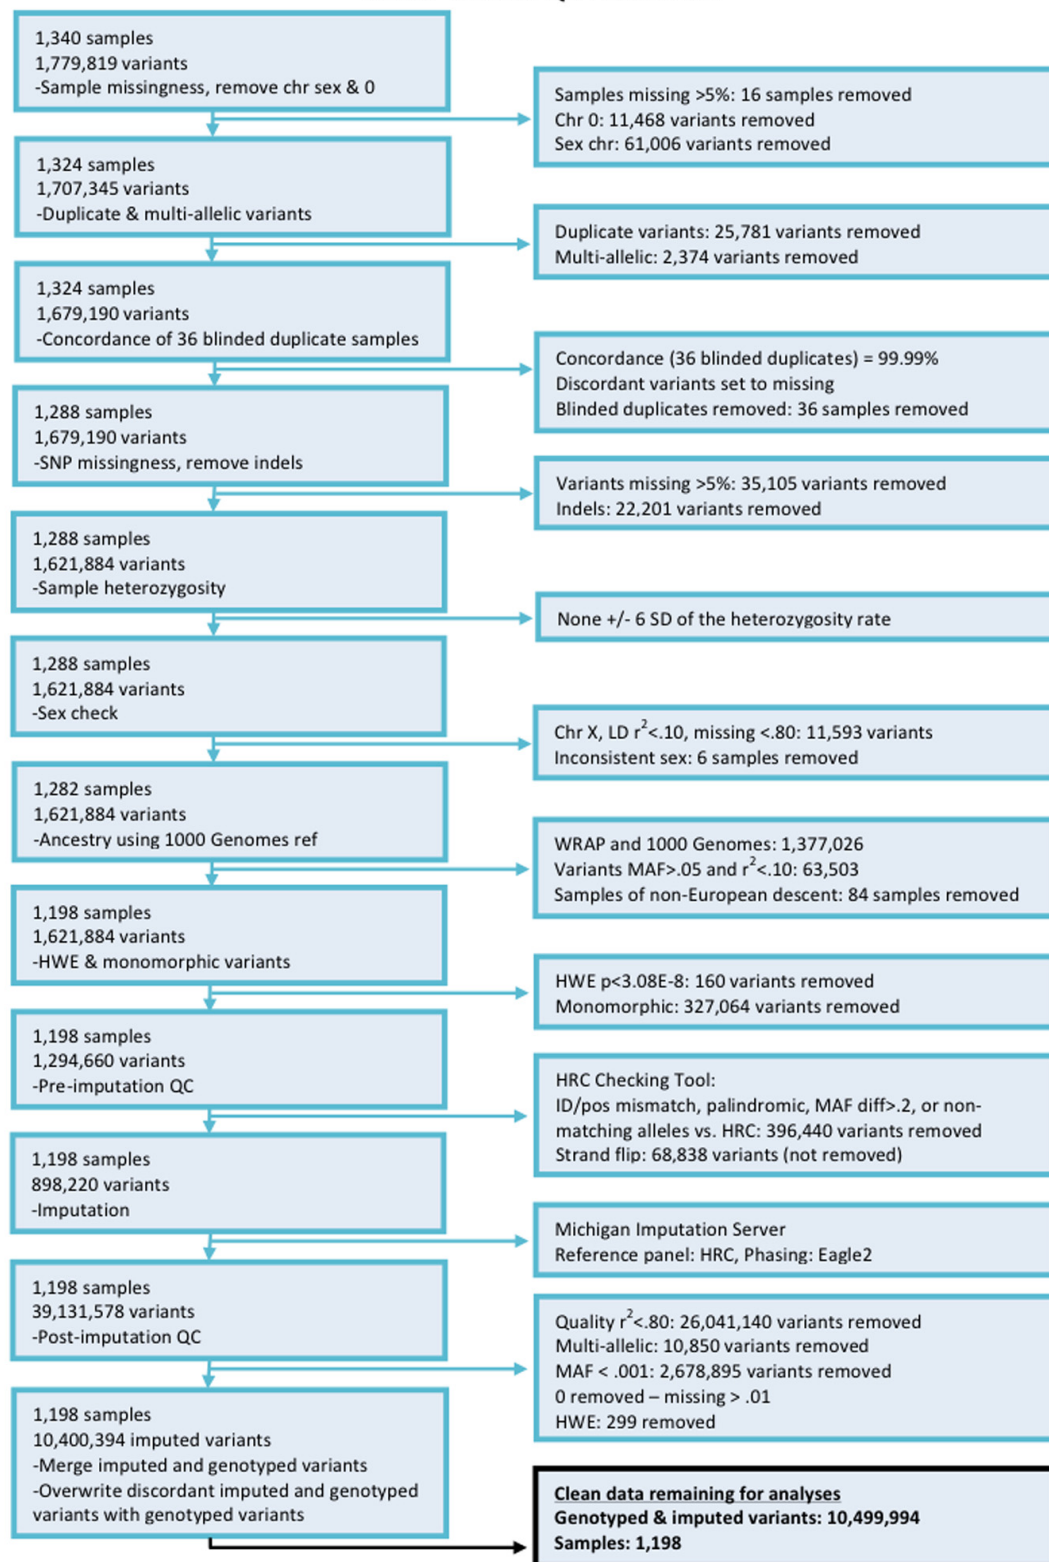 1,340 samples
1,779,819 variants
-Sample missingness, remove chr sex & 0
Samples missing >5%: 16 samples removed
Chr 0: 11,468 variants removed
Sex chr: 61,006 variants removed
1,324 samples
1,707,345 variants
-Duplicate & multi-allelic variants
Duplicate variants: 25,781 variants removed
Multi-allelic: 2,374 variants removed
1,324 samples
1,679,190 variants
-Concordance of 36 blinded duplicate samples
Concordance (36 blinded duplicates) = 99.99%
Discordant variants set to missing
Blinded duplicates removed: 36 samples removed
1,288 samples
1,679,190 variants
-SNP missingness, remove indels
Variants missing >5%: 35,105 variants removed
Indels: 22,201 variants removed
1,288 samples
1,621,884 variants
-Sample heterozygosity
None +/- 6 SD of the heterozygosity rate
1,288 samples
1,621,884 variants
-Sex check
Chr X, LD r²<.10, missing <.80: 11,593 variants
Inconsistent sex: 6 samples removed
1,282 samples
1,621,884 variants
-Ancestry using 1000 Genomes ref
WRAP and 1000 Genomes: 1,377,026
Variants MAF>.05 and r²<.10: 63,503
Samples of non-European descent: 84 samples removed
1,198 samples
1,621,884 variants
-HWE & monomorphic variants
HWE p<3.08E-8: 160 variants removed
Monomorphic: 327,064 variants removed
1,198 samples
1,294,660 variants
-Pre-imputation QC
HRC Checking Tool:
ID/pos mismatch, palindromic, MAF diff>.2, or non-
matching alleles vs. HRC: 396,440 variants removed
Strand flip: 68,838 variants (not removed)
1,198 samples
898,220 variants
-Imputation
Michigan Imputation Server
Reference panel: HRC, Phasing: Eagle2
1,198 samples
39,131,578 variants
-Post-imputation QC
Quality r²<.80: 26,041,140 variants removed
Multi-allelic: 10,850 variants removed
MAF < .001: 2,678,895 variants removed
0 removed – missing > .01
HWE: 299 removed
1,198 samples
10,400,394 imputed variants
-Merge imputed and genotyped variants
-Overwrite discordant imputed and genotyped
variants with genotyped variants
Clean data remaining for analyses
Genotyped & imputed variants: 10,499,994
Samples: 1,198